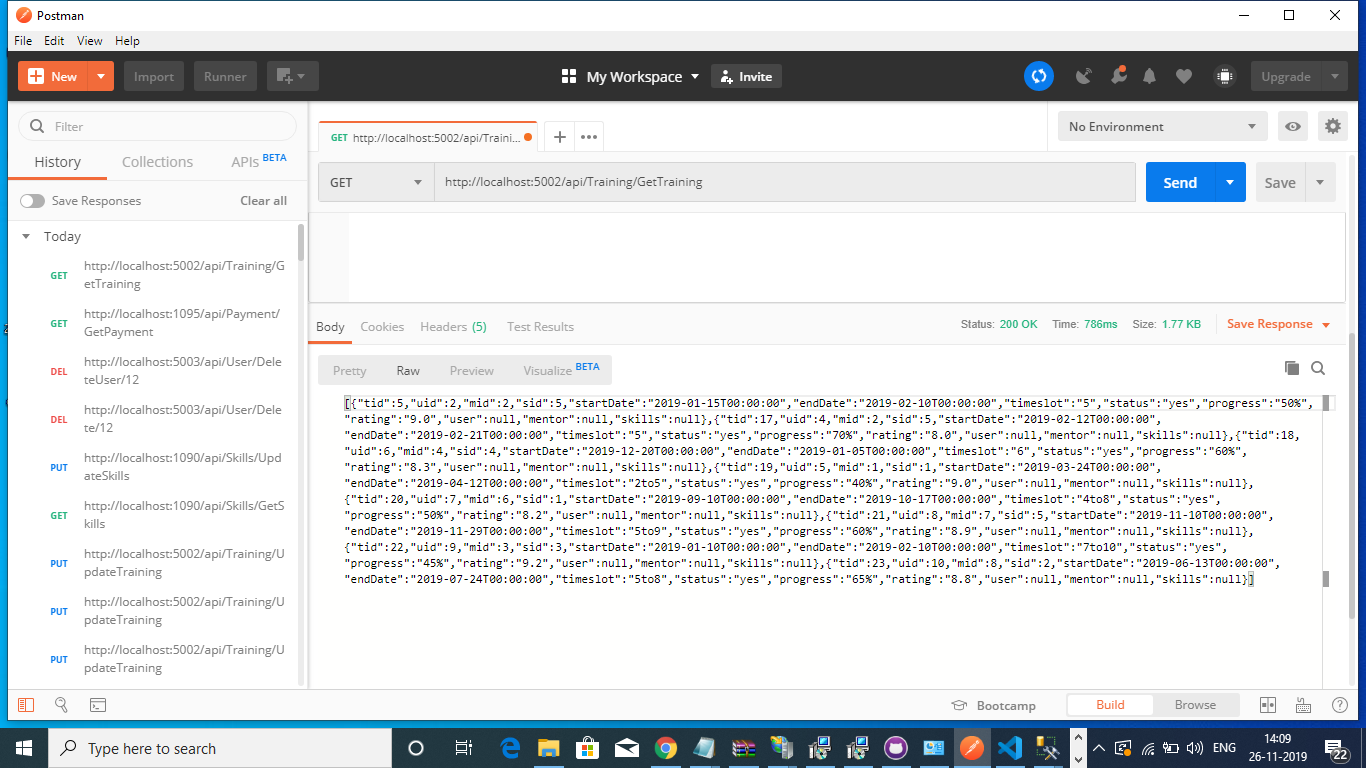 Postman
File Edit View Help
New Import Runner My Workspace Invite Upgrade
Filter
History Collections APIs BETA
Save Responses Clear all
Today
GET http://localhost:5002/api/Training/G
etTraining
GET http://localhost:1095/api/Payment/
GetPayment
DEL http://localhost:5003/api/User/Dele
teUser/12
DEL http://localhost:5003/api/User/Dele
te/12
PUT http://localhost:1090/api/Skills/Upd
ateSkills
GET http://localhost:1090/api/Skills/GetS
kills
PUT http://localhost:5002/api/Training/U
pdateTraining
PUT http://localhost:5002/api/Training/U
pdateTraining
PUT http://localhost:5002/api/Training/U
pdateTraining
GET http://localhost:5002/api/Traini...
No Environment
GET http://localhost:5002/api/Training/GetTraining Send Save
Body Cookies Headers (5) Test Results Status: 200 OK Time: 786ms Size: 1.77 KB Save Response
Pretty Raw Preview Visualize BETA
[{"tid":5,"uid":2,"mid":2,"sid":5,"startDate":"2019-01-15T00:00:00","endDate":"2019-02-10T00:00:00","timeslot":"5","status":"yes","progress":"50%",
"rating":"9.0","user":null,"mentor":null,"skills":null},{"tid":17,"uid":4,"mid":2,"sid":5,"startDate":"2019-02-12T00:00:00",
"endDate":"2019-02-21T00:00:00","timeslot":"5","status":"yes","progress":"70%","rating":"8.0","user":null,"mentor":null,"skills":null},{"tid":18,
"uid":6,"mid":4,"sid":4,"startDate":"2019-12-20T00:00:00","endDate":"2019-01-05T00:00:00","timeslot":"6","status":"yes","progress":"60%",
"rating":"8.3","user":null,"mentor":null,"skills":null},{"tid":19,"uid":5,"mid":1,"sid":1,"startDate":"2019-03-24T00:00:00",
"endDate":"2019-04-12T00:00:00","timeslot":"2to5","status":"yes","progress":"40%","rating":"9.0","user":null,"mentor":null,"skills":null},
{"tid":20,"uid":7,"mid":6,"sid":1,"startDate":"2019-09-10T00:00:00","endDate":"2019-10-17T00:00:00","timeslot":"4to8","status":"yes",
"progress":"50%","rating":"8.2","user":null,"mentor":null,"skills":null},{"tid":21,"uid":8,"mid":7,"sid":5,"startDate":"2019-11-10T00:00:00",
"endDate":"2019-11-29T00:00:00","timeslot":"5to9","status":"yes","progress":"60%","rating":"8.9","user":null,"mentor":null,"skills":null},
{"tid":22,"uid":9,"mid":3,"sid":3,"startDate":"2019-01-10T00:00:00","endDate":"2019-02-10T00:00:00","timeslot":"7to10","status":"yes",
"progress":"45%","rating":"9.2","user":null,"mentor":null,"skills":null},{"tid":23,"uid":10,"mid":8,"sid":2,"startDate":"2019-06-13T00:00:00",
"endDate":"2019-07-24T00:00:00","timeslot":"5to8","status":"yes","progress":"65%","rating":"8.8","user":null,"mentor":null,"skills":null}]
Bootcamp Build Browse
Type here to search
ENG
14:09
26-11-2019
22